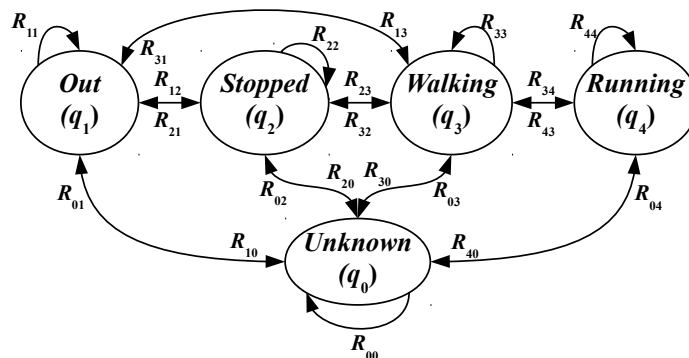 R₁₁
R₁₃
R₂₂
R₃₃
R₄₄
R₃₁
Out
(q₁)
R₁₂
R₂₁
Stopped
(q₂)
R₂₃
R₃₂
Walking
(q₃)
R₃₄
R₄₃
Running
(q₄)
R₀₁
R₀₂
R₂₀
R₃₀
R₀₃
R₀₄
R₁₀
Unknown
(q₀)
R₄₀
R₀₀